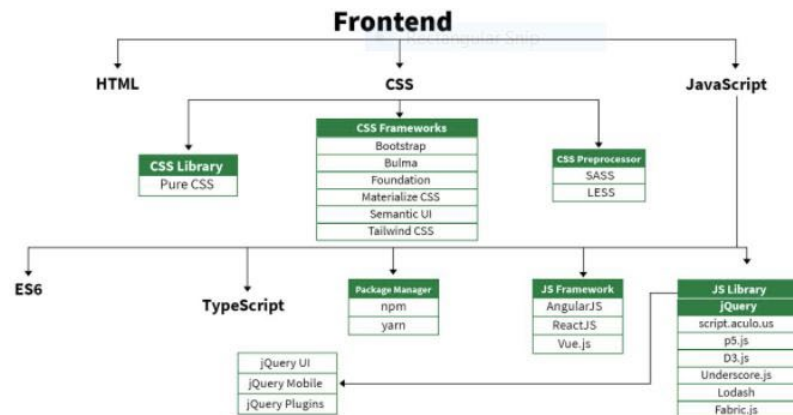 Frontend
Rectangular Snip
HTML
CSS
JavaScript
CSS Library
Pure CSS
CSS Frameworks
Bootstrap
Bulma
Foundation
Materialize CSS
Semantic UI
Tailwind CSS
CSS Preprocessor
SASS
LESS
ES6
TypeScript
Package Manager
npm
yarn
JS Framework
AngularJS
ReactJS
Vue.js
JS Library
jQuery
script.aculo.us
p5.js
D3.js
Underscore.js
Lodash
Fabric.js
jQuery UI
jQuery Mobile
jQuery Plugins